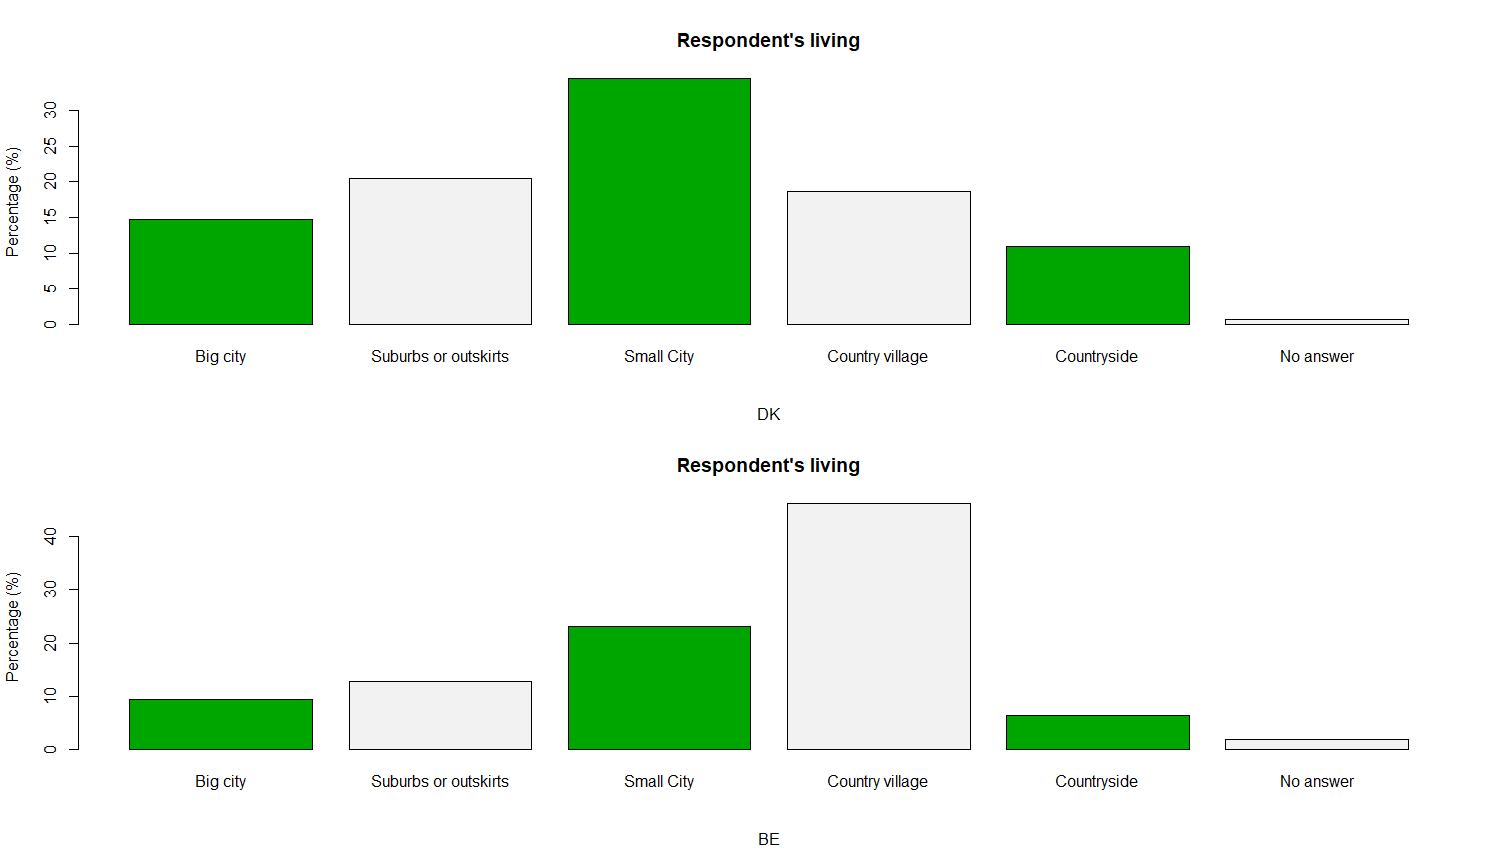 Respondent's living
Percentage (%)
30
25
20
15
10
5
0
Big city Suburbs or outskirts Small City Country village Countryside No answer
DK
Respondent's living
Percentage (%)
40
30
20
10
0
Big city Suburbs or outskirts Small City Country village Countryside No answer
BE